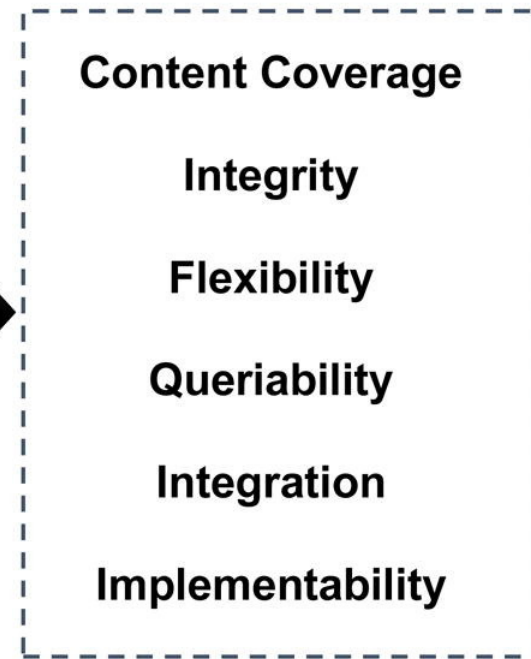 Content Coverage
Integrity
Flexibility
Queriability
Integration
Implementability